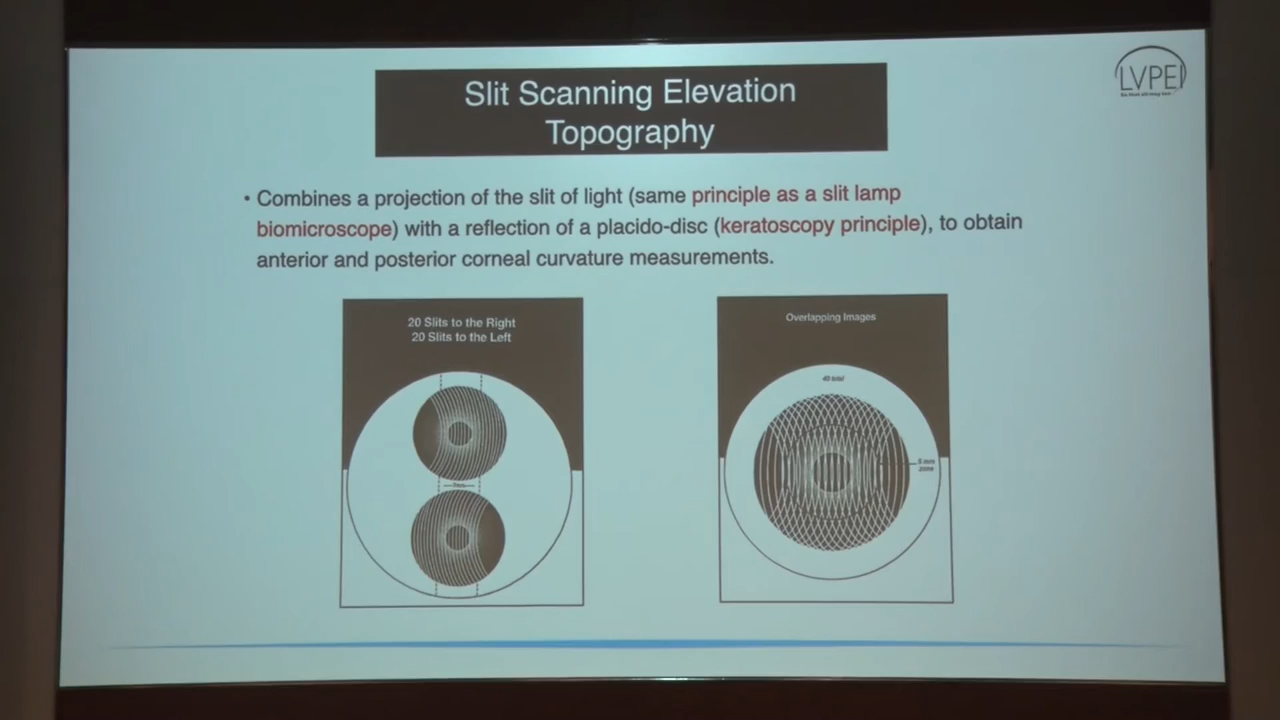 LVPEI
Slit Scanning Elevation
Topography
• Combines a projection of the slit of light (same principle as a slit lamp
biomicroscope) with a reflection of a placido-disc (keratoscopy principle), to obtain
anterior and posterior corneal curvature measurements.
20 Slits to the Right
20 Slits to the Left
Overlapping Images
40 total